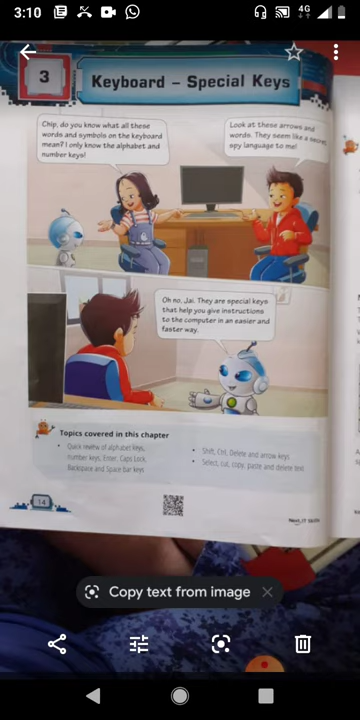 3:10
4G
3
Keyboard – Special Keys
Chip, do you know what all these
words and symbols on the keyboard
mean? I only know the alphabet and
number keys!
Look at these arrows and
words. They seem like a secret
spy language to me!
Oh no, Jai. They are special keys
that help you give instructions
to the computer in an easier and
faster way.
Topics covered in this chapter
• Quick review of alphabet keys,
number keys, Enter, Caps Lock,
Backspace and Space bar keys
• Shift, Ctrl, Delete and arrow keys
• Select, cut, copy, paste and delete text
14
Copy text from image